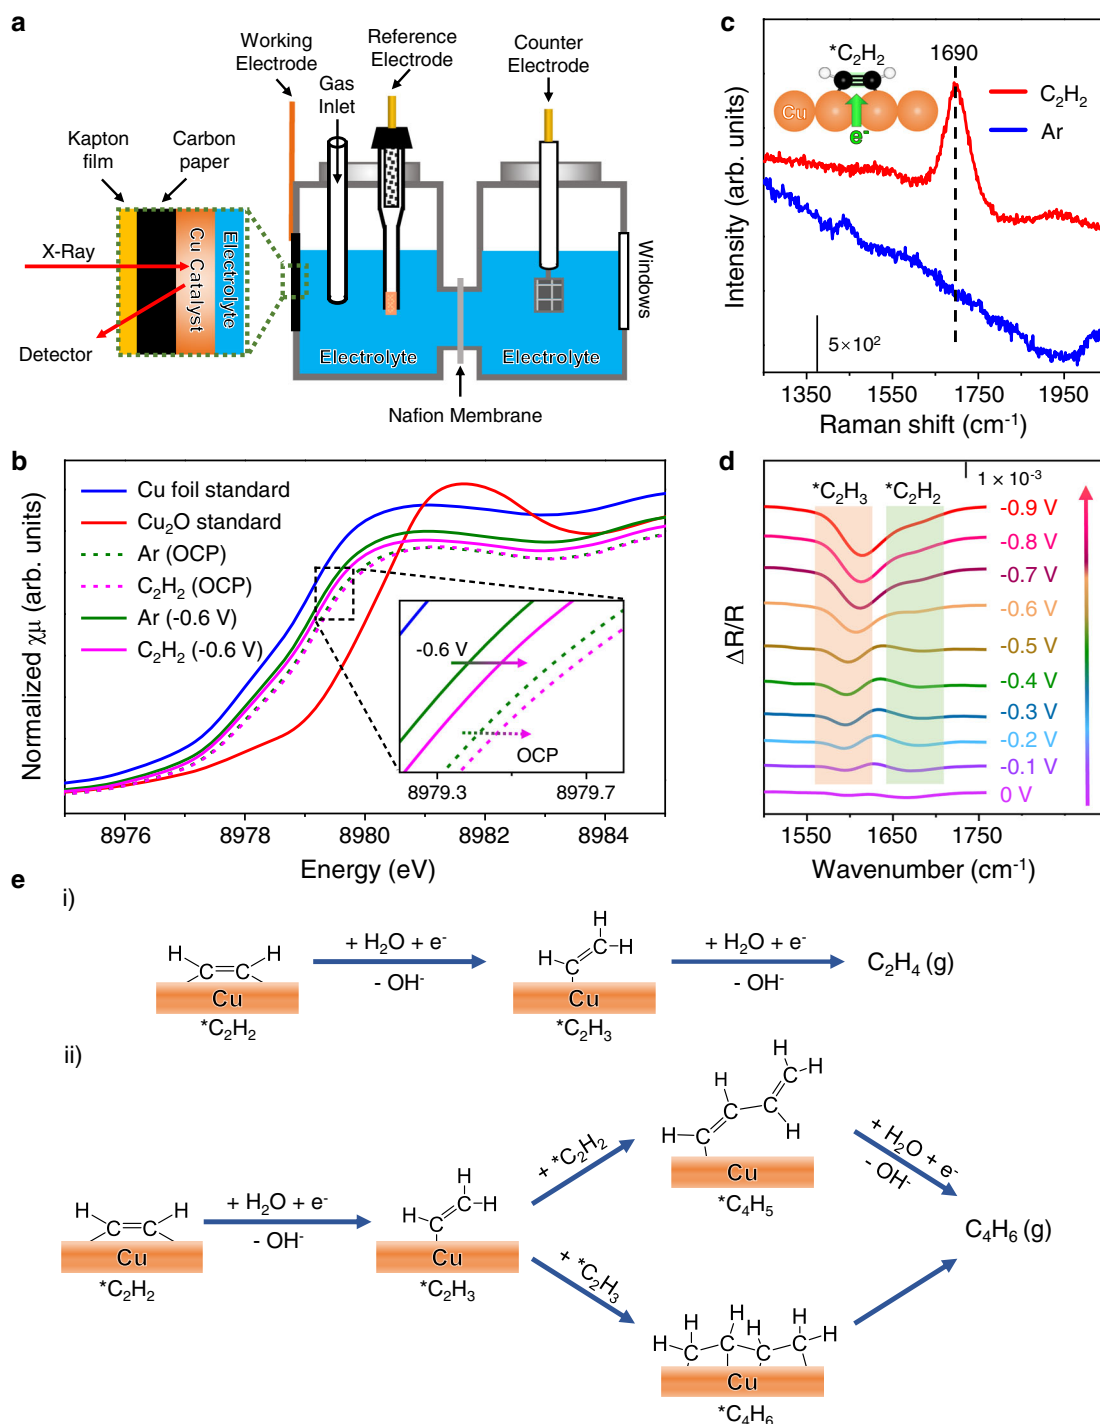 a
Working
Electrode
Gas
Inlet
Reference
Electrode
Counter
Electrode
Kapton
film
Carbon
paper
X-Ray
Cu Catalyst
Electrolyte
Detector
Electrolyte
Electrolyte
Windows
Nafion Membrane
b
Normalized χμ (arb. units)
Cu foil standard
Cu₂O standard
Ar (OCP)
C₂H₂ (OCP)
Ar (-0.6 V)
C₂H₂ (-0.6 V)
-0.6 V
OCP
8979.3
8979.7
8976
8978
8980
8982
8984
Energy (eV)
c
Intensity (arb. units)
*C₂H₂
1690
Cu
e⁻
C₂H₂
Ar
5×10²
1350
1550
1750
1950
Raman shift (cm⁻¹)
d
ΔR/R
1 × 10⁻³
*C₂H₃
*C₂H₂
-0.9 V
-0.8 V
-0.7 V
-0.6 V
-0.5 V
-0.4 V
-0.3 V
-0.2 V
-0.1 V
0 V
1550
1650
1750
Wavenumber (cm⁻¹)
e
i)
H
H
C
C
Cu
*C₂H₂
+ H₂O + e⁻
- OH⁻
H
C
H
H
C
Cu
*C₂H₃
+ H₂O + e⁻
- OH⁻
C₂H₄ (g)
ii)
H
H
C
C
Cu
*C₂H₂
+ H₂O + e⁻
- OH⁻
H
C
H
H
C
Cu
*C₂H₃
+ *C₂H₂
H
C
H
H
C
C
H
H
C
Cu
*C₄H₅
+ H₂O + e⁻
- OH⁻
+ *C₂H₃
H
H
H
H
H
H
C
C
C
C
Cu
*C₄H₆
C₄H₆ (g)